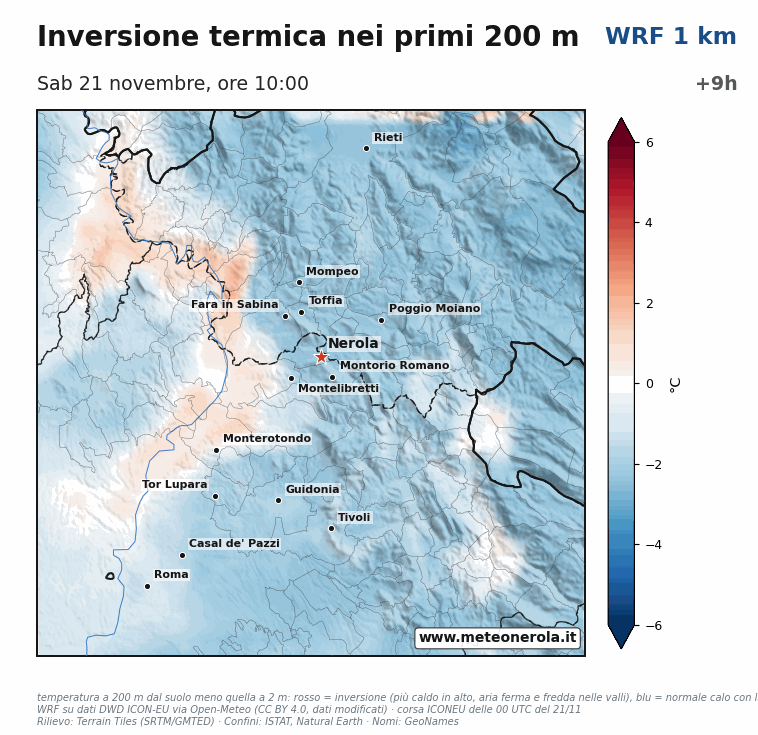 Inversione termica nei primi 200 m
WRF 1 km
Sab 21 novembre, ore 10:00
+9h
Rieti
Mompeo
Toffia
Fara in Sabina
Poggio Moiano
Nerola
Montorio Romano
Montelibretti
Monterotondo
Tor Lupara
Guidonia
Tivoli
Casal de' Pazzi
Roma
www.meteonerola.it
6
4
2
0
−2
−4
−6
°C
temperatura a 200 m dal suolo meno quella a 2 m: rosso = inversione (più caldo in alto, aria ferma e fredda nelle valli), blu = normale calo con l
WRF su dati DWD ICON-EU via Open-Meteo (CC BY 4.0, dati modificati) · corsa ICONEU delle 00 UTC del 21/11
Rilievo: Terrain Tiles (SRTM/GMTED) · Confini: ISTAT, Natural Earth · Nomi: GeoNames